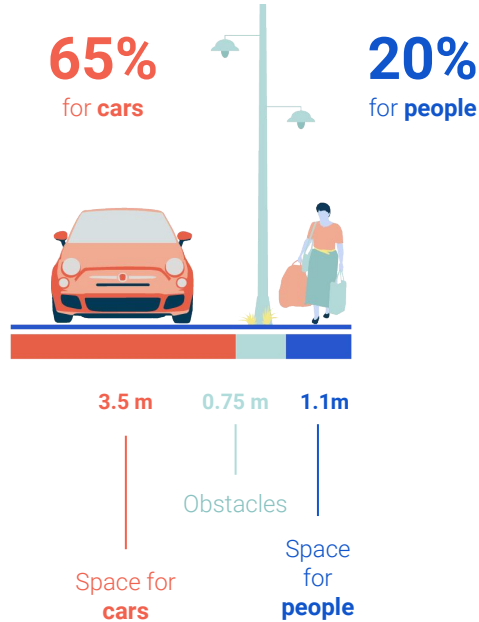 65%
for cars
20%
for people
3.5 m
0.75 m
1.1m
Obstacles
Space
for
people
Space for
cars